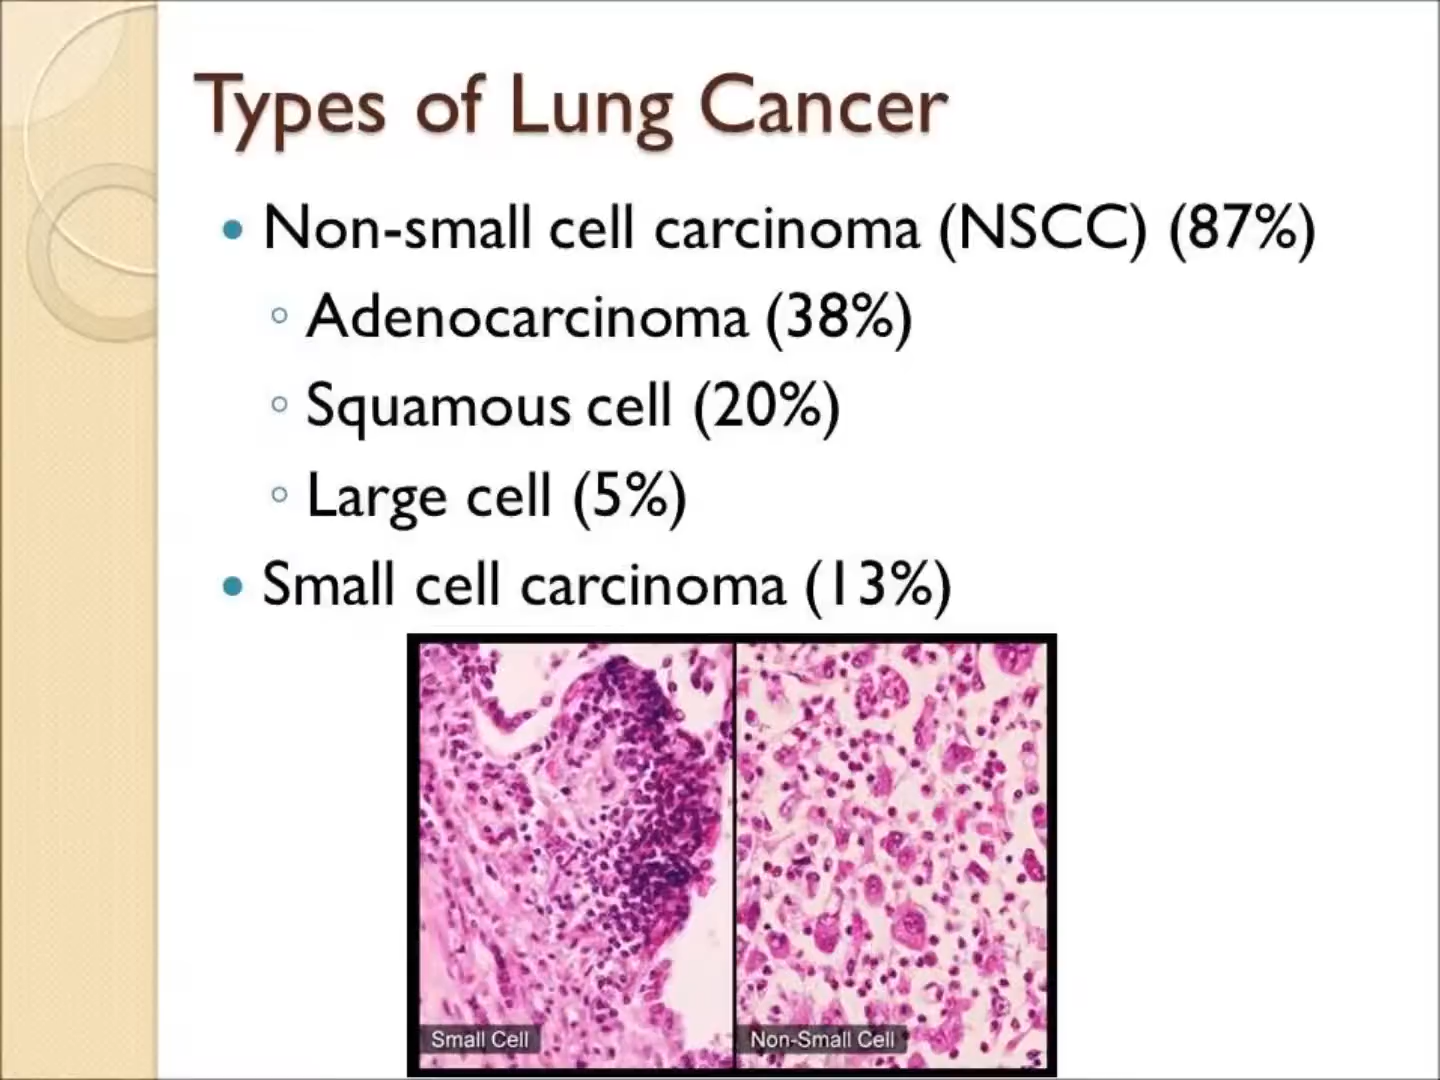 Types of Lung Cancer
• Non-small cell carcinoma (NSCC) (87%)
◦ Adenocarcinoma (38%)
◦ Squamous cell (20%)
◦ Large cell (5%)
• Small cell carcinoma (13%)
Small Cell
Non-Small Cell